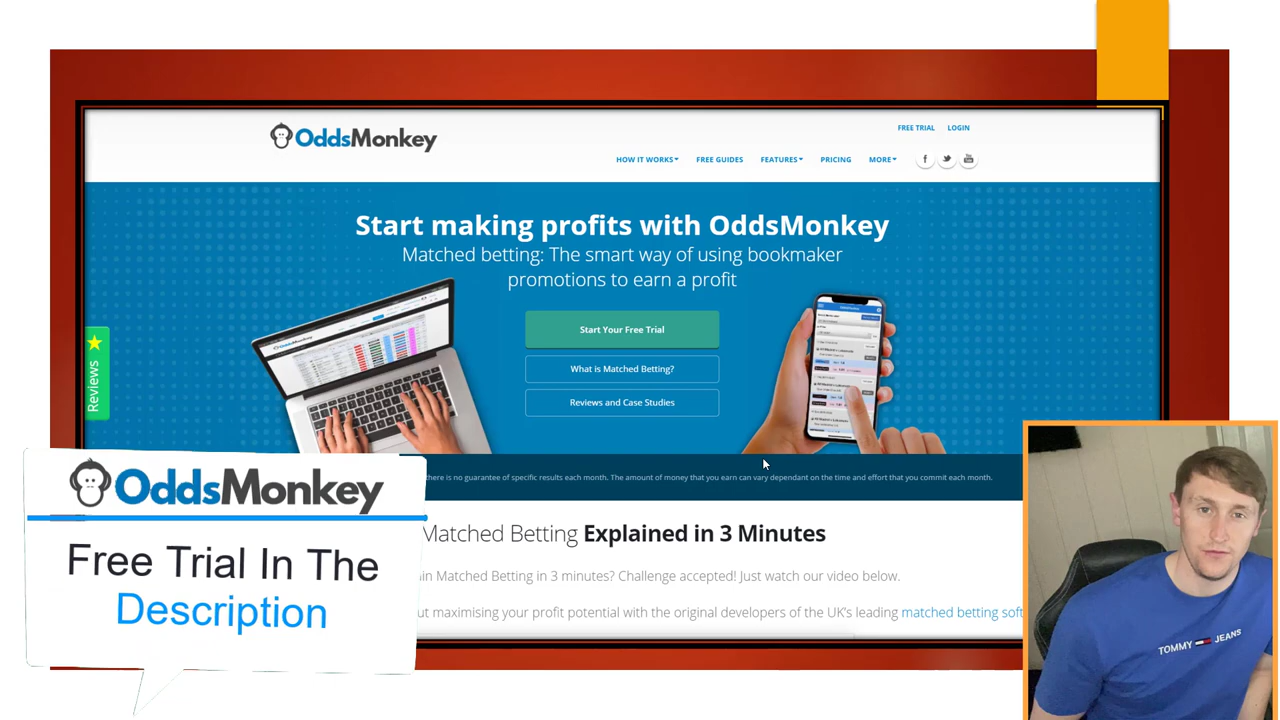 OddsMonkey
FREE TRIAL LOGIN
HOW IT WORKS FREE GUIDES FEATURES PRICING MORE
Start making profits with OddsMonkey
Matched betting: The smart way of using bookmaker
promotions to earn a profit
Start Your Free Trial
What is Matched Betting?
Reviews and Case Studies
Reviews
there is no guarantee of specific results each month. The amount of money that you earn can vary dependant on the time and effort that you commit each month.
Matched Betting Explained in 3 Minutes
in Matched Betting in 3 minutes? Challenge accepted! Just watch our video below.
ut maximising your profit potential with the original developers of the UK's leading matched betting soft
OddsMonkey
Free Trial In The
Description
TOMMY JEANS